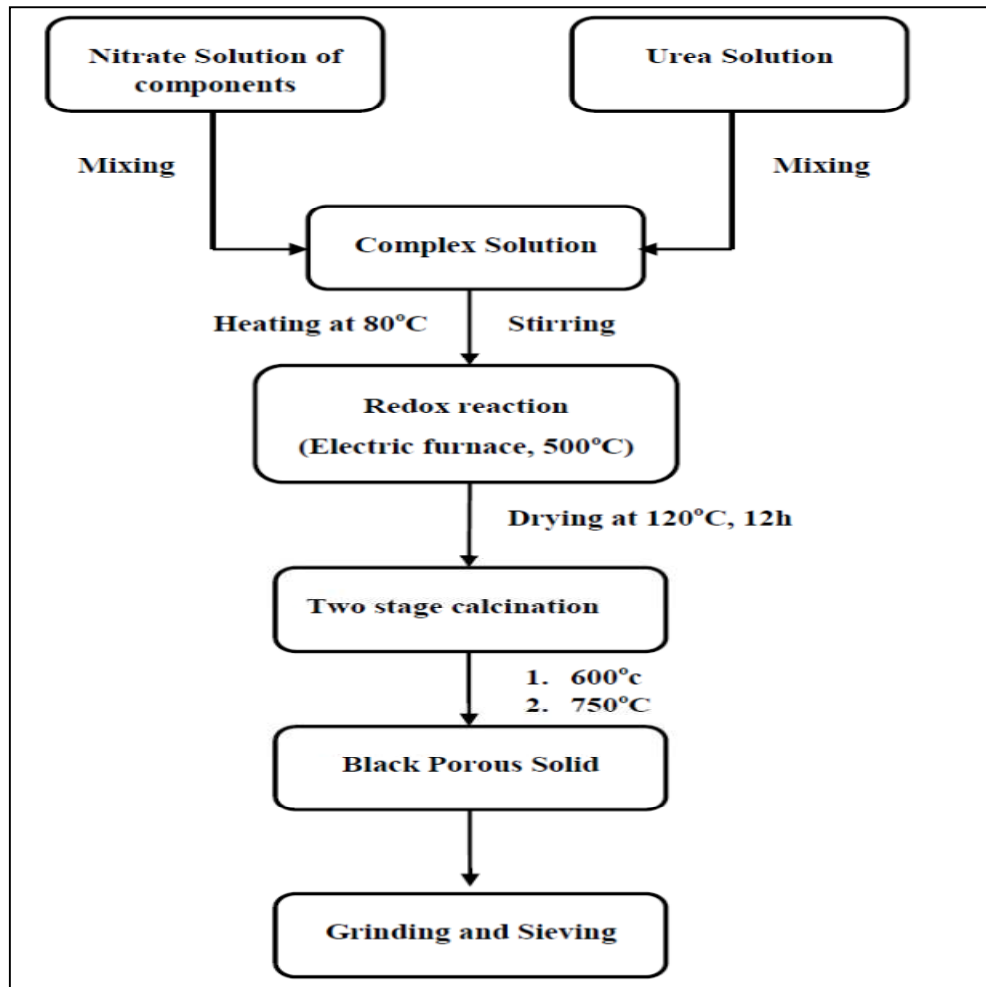 Nitrate Solution of
components
Urea Solution
Mixing
Mixing
Complex Solution
Heating at 80°C
Stirring
Redox reaction
(Electric furnace, 500°C)
Drying at 120°C, 12h
Two stage calcination
1. 600°c
2. 750°C
Black Porous Solid
Grinding and Sieving